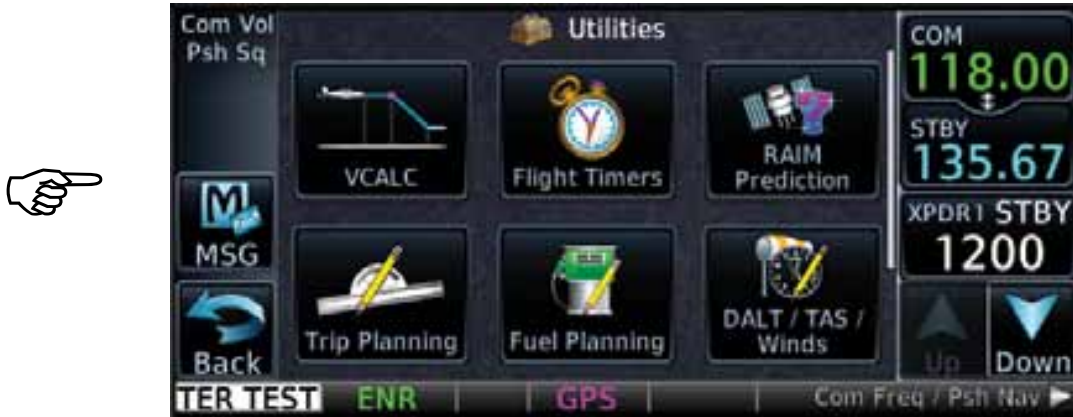 Com Vol
Psh Sq
Utilities
COM
118.00
STBY
135.67
XPDR1 STBY
1200
VCALC
Flight Timers
RAIM
Prediction
MSG
Trip Planning
Fuel Planning
DALT / TAS /
Winds
Back
Up
Down
TER TEST
ENR
GPS
Com Freq / Psh Nav